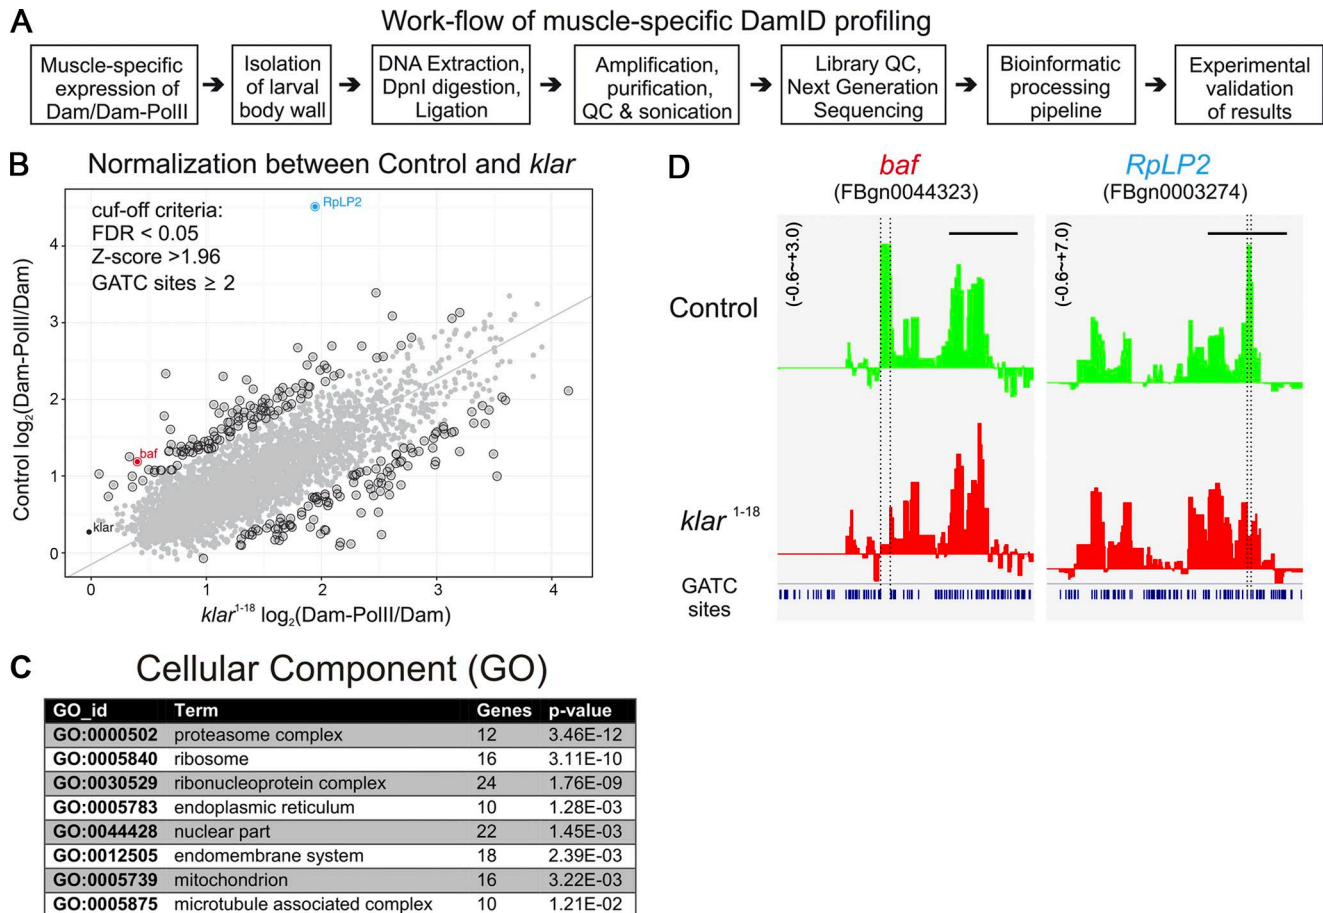 A
Work-flow of muscle-specific DamID profiling
Muscle-specific
expression of
Dam/Dam-PolII
Isolation
of larval
body wall
DNA Extraction,
DpnI digestion,
Ligation
Amplification,
purification,
QC & sonication
Library QC,
Next Generation
Sequencing
Bioinformatic
processing
pipeline
Experimental
validation
of results
B
Normalization between Control and klar
cuf-off criteria:
FDR < 0.05
Z-score >1.96
GATC sites ≥ 2
RpLP2
baf
klar
Control log2(Dam-PolII/Dam)
4
3
2
1
0
0 1 2 3 4
klar1-18 log2(Dam-PolII/Dam)
C
Cellular Component (GO)
GO_id Term Genes p-value
GO:0000502 proteasome complex 12 3.46E-12
GO:0005840 ribosome 16 3.11E-10
GO:0030529 ribonucleoprotein complex 24 1.76E-09
GO:0005783 endoplasmic reticulum 10 1.28E-03
GO:0044428 nuclear part 22 1.45E-03
GO:0012505 endomembrane system 18 2.39E-03
GO:0005739 mitochondrion 16 3.22E-03
GO:0005875 microtubule associated complex 10 1.21E-02
D
baf
(FBgn0044323)
RpLP2
(FBgn0003274)
(-0.6~+3.0)
(-0.6~+7.0)
Control
klar 1-18
GATC
sites